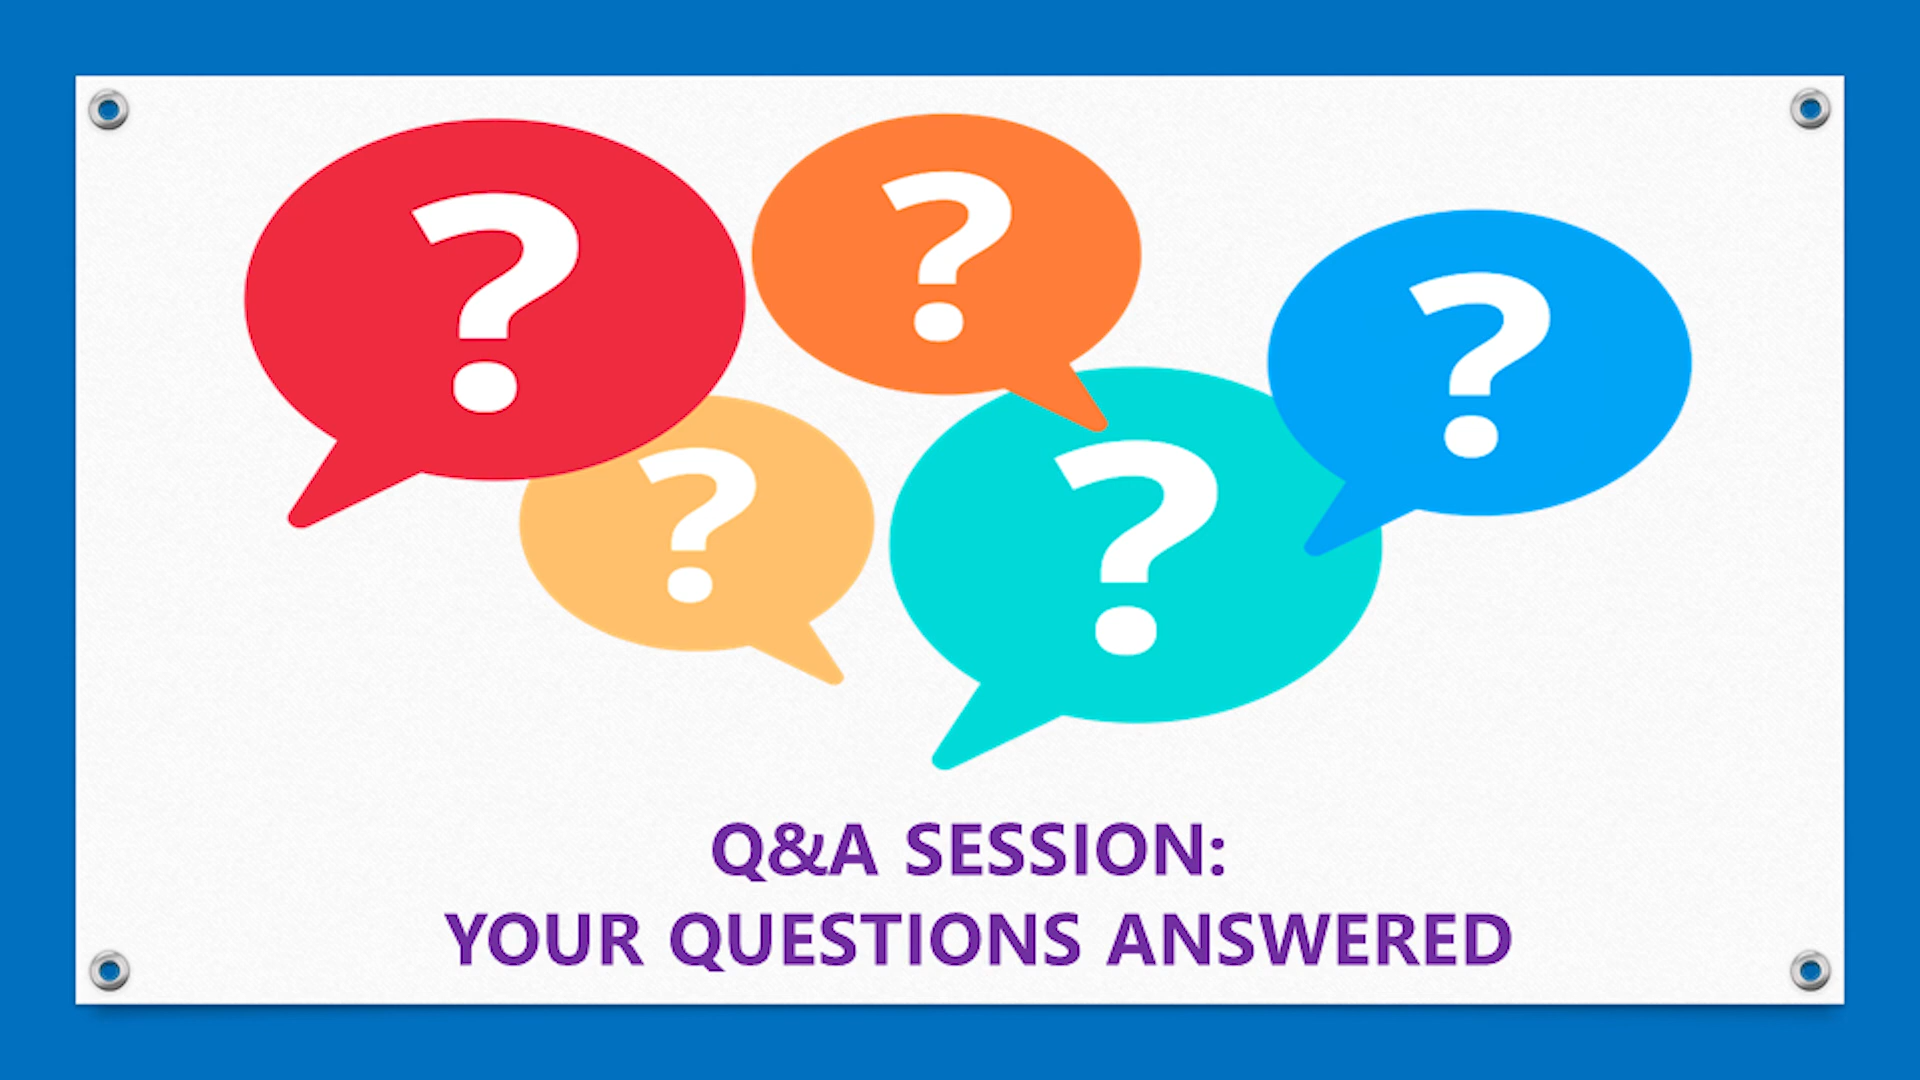 ? ? ?
? ?
Q&A SESSION:
YOUR QUESTIONS ANSWERED